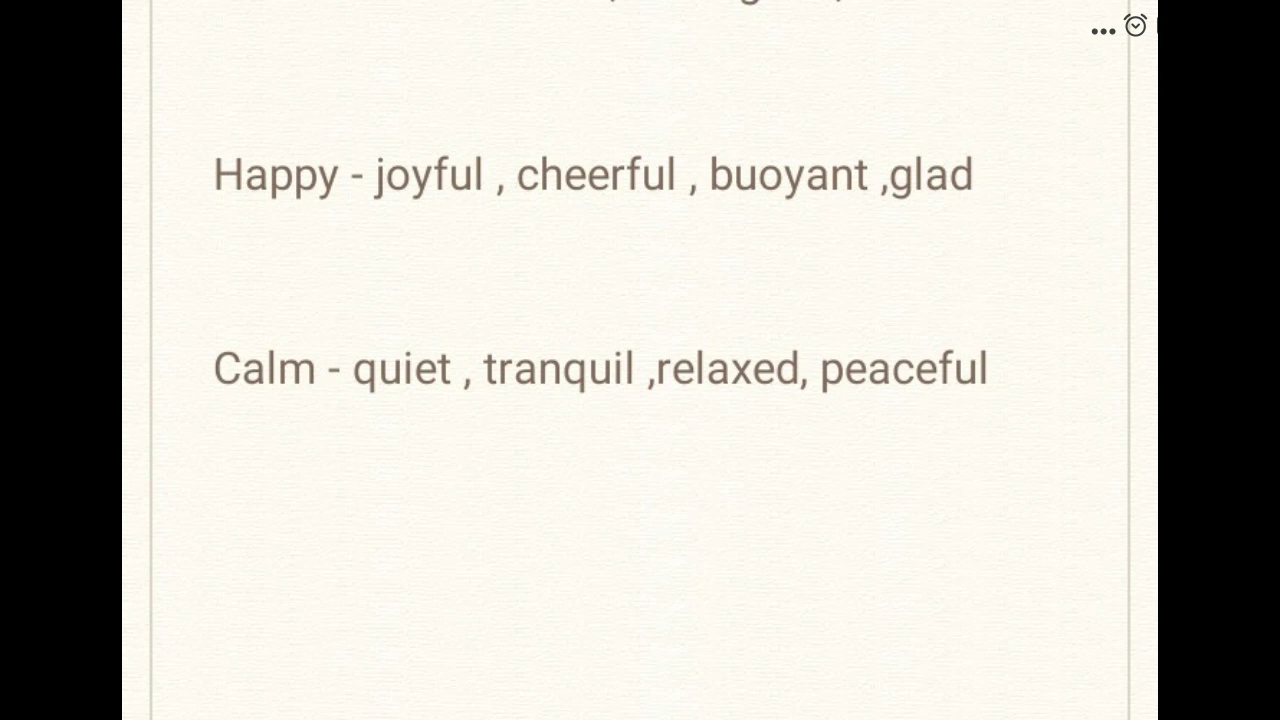 Happy - joyful , cheerful , buoyant ,glad
Calm - quiet , tranquil ,relaxed, peaceful